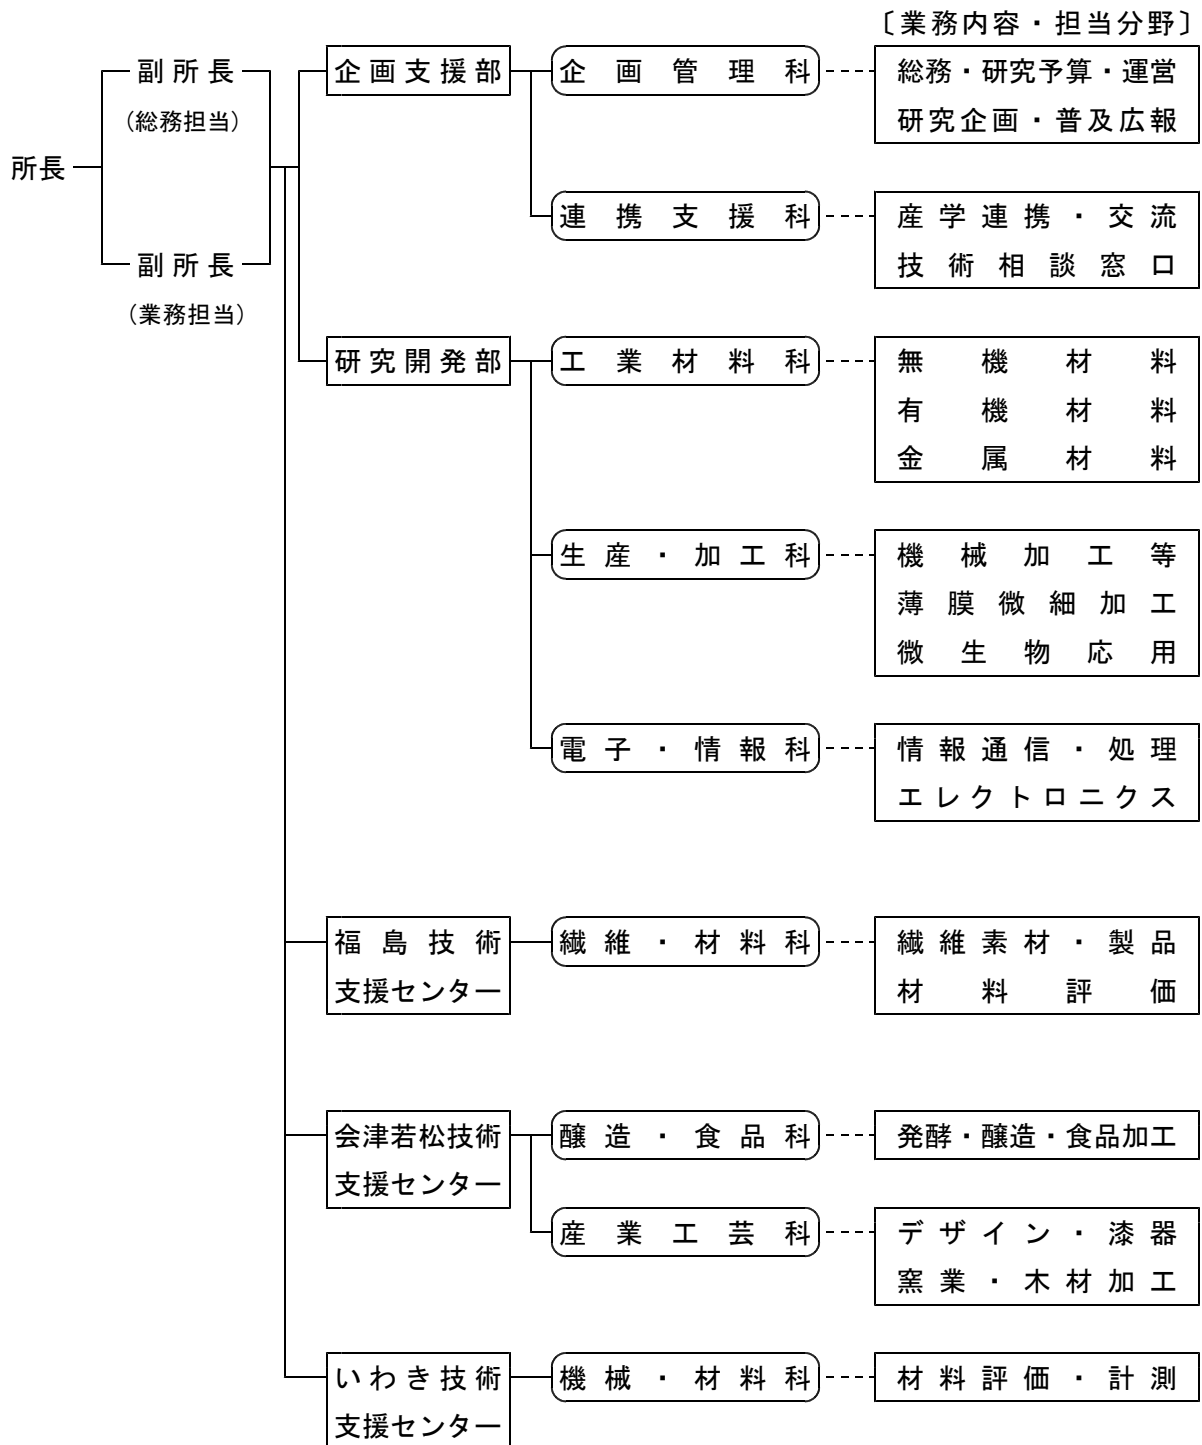 〔業務内容・担当分野〕
所長
副所長
（総務担当）
副所長
（業務担当）
企画支援部
企画管理科
総務・研究予算・運営
研究企画・普及広報
連携支援科
産学連携・交流
技術相談窓口
研究開発部
工業材料科
無機材料
有機材料
金属材料
生産・加工科
機械加工等
薄膜微細加工
微生物応用
電子・情報科
情報通信・処理
エレクトロニクス
福島技術
支援センター
繊維・材料科
繊維素材・製品
材料評価
会津若松技術
支援センター
醸造・食品科
発酵・醸造・食品加工
産業工芸科
デザイン・漆器
窯業・木材加工
いわき技術
支援センター
機械・材料科
材料評価・計測